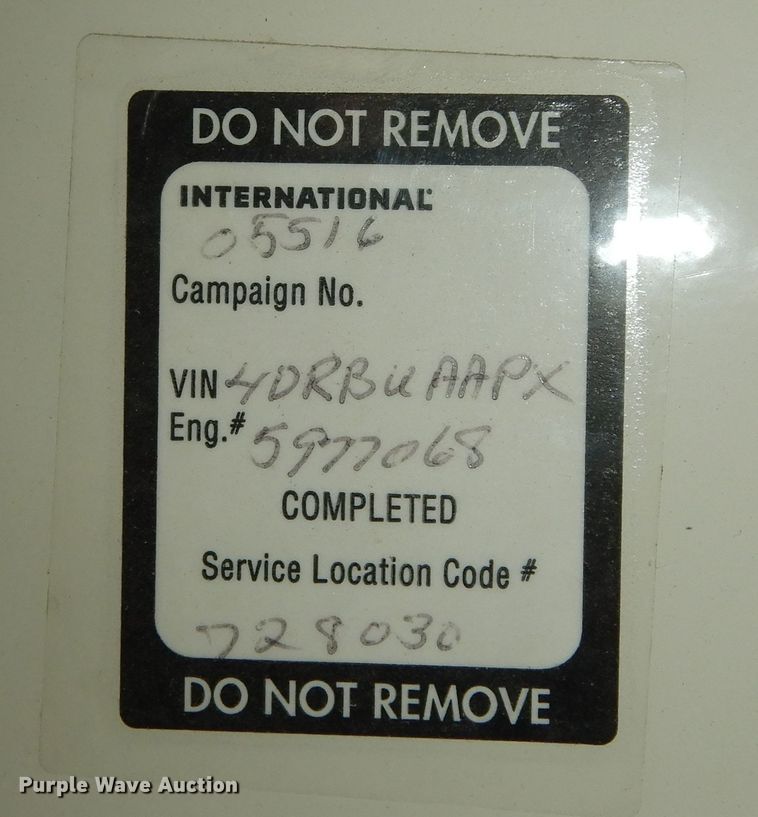 DO NOT REMOVE
INTERNATIONAL®
05516
Campaign No.
VIN 4DRBUAAPX
Eng.# 5977068
COMPLETED
Service Location Code #
728030
DO NOT REMOVE
Purple Wave Auction